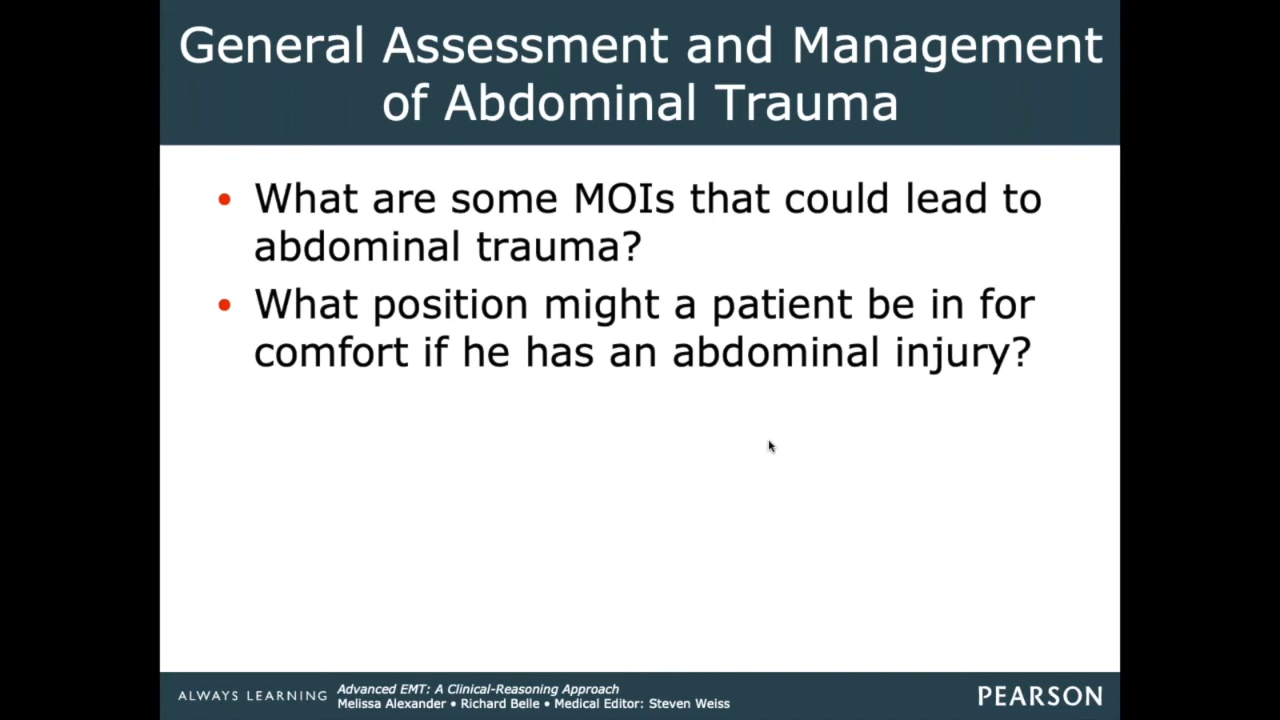 General Assessment and Management
of Abdominal Trauma
• What are some MOIs that could lead to
abdominal trauma?
• What position might a patient be in for
comfort if he has an abdominal injury?
ALWAYS LEARNING
Advanced EMT: A Clinical-Reasoning Approach
Melissa Alexander • Richard Belle • Medical Editor: Steven Weiss
PEARSON